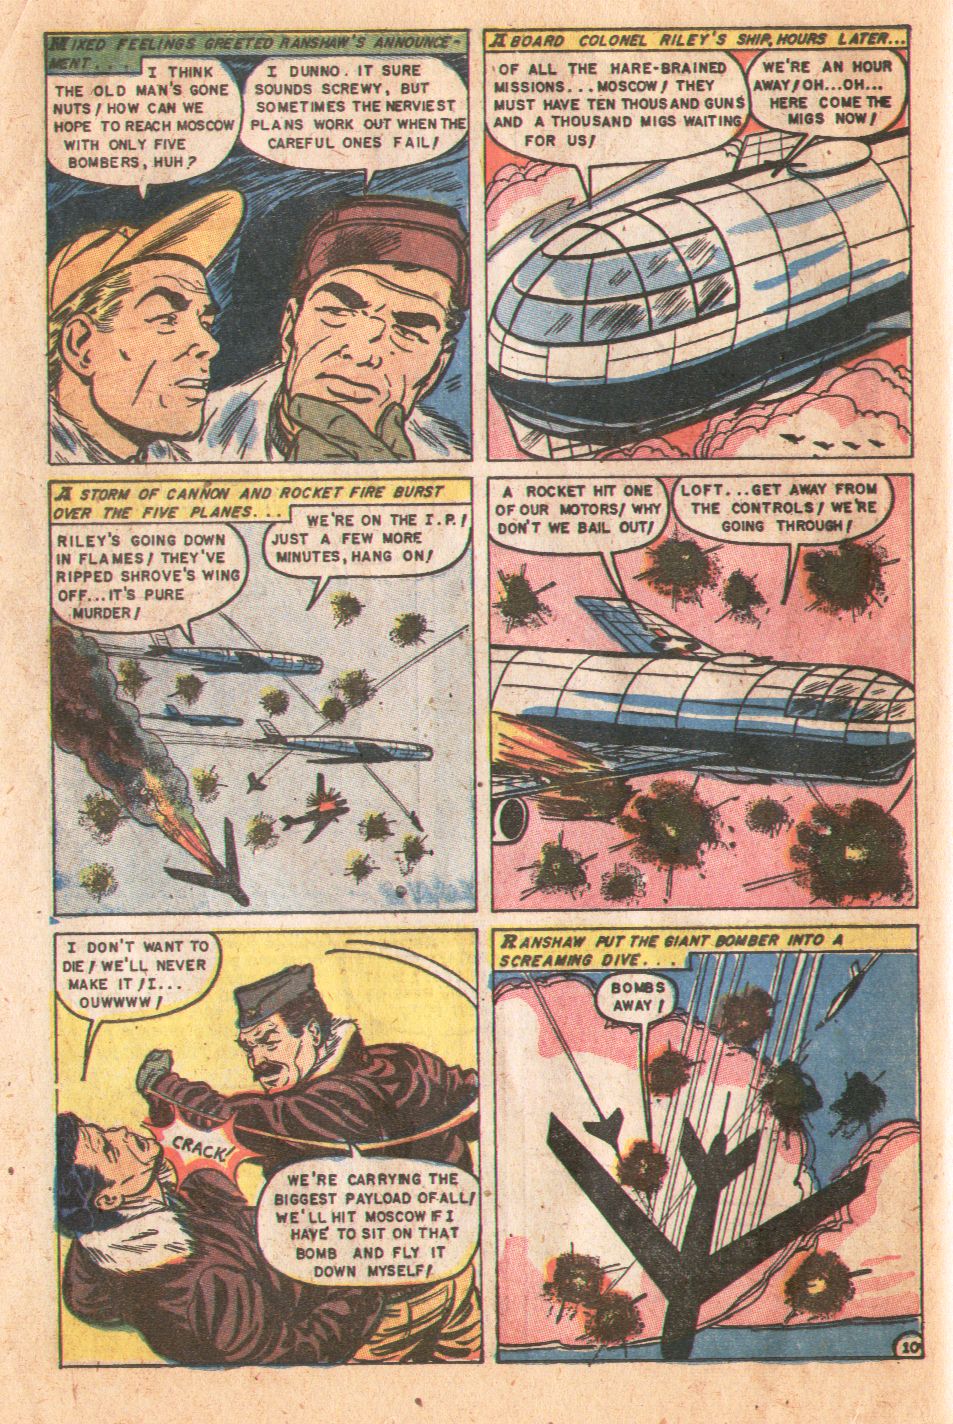 MIXED FEELINGS GREETED RANSHAW'S ANNOUNCE-
MENT...
I THINK
THE OLD MAN'S GONE
NUTS! HOW CAN WE
HOPE TO REACH MOSCOW
WITH ONLY FIVE
BOMBERS, HUH?
I DUNNO. IT SURE
SOUNDS SCREWY, BUT
SOMETIMES THE NERVIEST
PLANS WORK OUT WHEN THE
CAREFUL ONES FAIL!
ABOARD COLONEL RILEY'S SHIP, HOURS LATER...
OF ALL THE HARE-BRAINED
MISSIONS... MOSCOW! THEY
MUST HAVE TEN THOUSAND GUNS
AND A THOUSAND MIGS WAITING
FOR US!
WE'RE AN HOUR
AWAY! OH...OH...
HERE COME THE
MIGS NOW!
A STORM OF CANNON AND ROCKET FIRE BURST
OVER THE FIVE PLANES...
RILEY'S GOING DOWN
IN FLAMES! THEY'VE
RIPPED SHROVE'S WING
OFF...IT'S PURE
MURDER!
WE'RE ON THE I.P.!
JUST A FEW MORE
MINUTES, HANG ON!
A ROCKET HIT ONE
OF OUR MOTORS! WHY
DON'T WE BAIL OUT!
LOFT...GET AWAY FROM
THE CONTROLS! WE'RE
GOING THROUGH!
I DON'T WANT TO
DIE! WE'LL NEVER
MAKE IT! I...
OUWWWW!
CRACK!
WE'RE CARRYING THE
BIGGEST PAYLOAD OF ALL!
WE'LL HIT MOSCOW IF I
HAVE TO SIT ON THAT
BOMB AND FLY IT
DOWN MYSELF!
RANSHAW PUT THE GIANT BOMBER INTO A
SCREAMING DIVE...
BOMBS
AWAY!
10